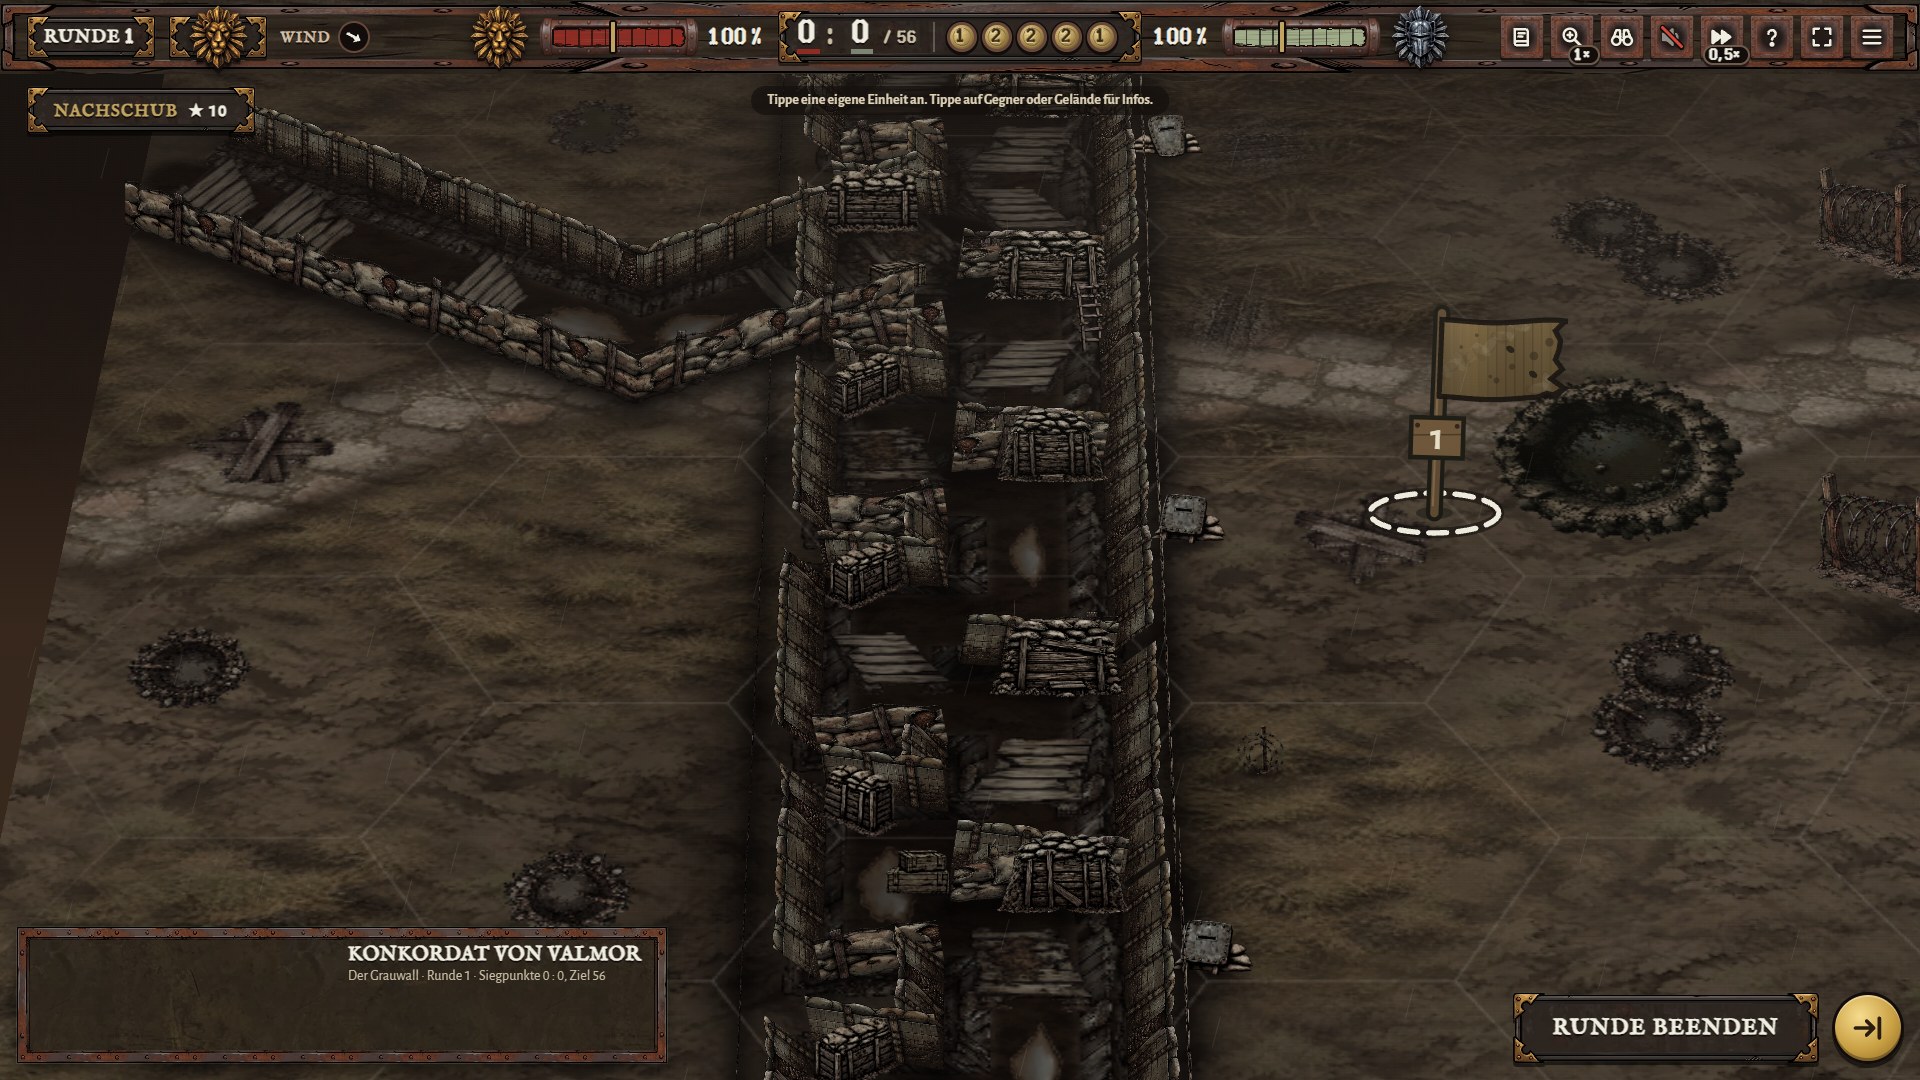 RUNDE 1
WIND
100%
0 : 0 / 56
1 2 2 2 1
100%
1×
0,5×
?
NACHSCHUB ★ 10
Tippe eine eigene Einheit an. Tippe auf Gegner oder Gelände für Infos.
1
KONKORDAT VON VALMOR
Der Grauwall · Runde 1 · Siegpunkte 0 : 0, Ziel 56
RUNDE BEENDEN